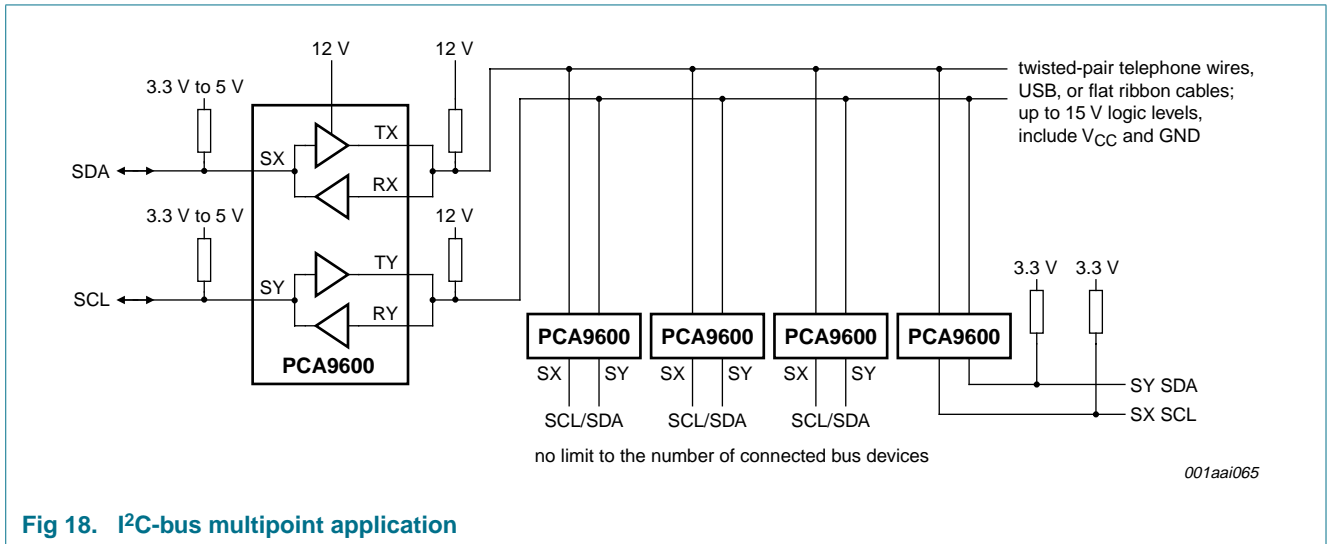 12 V
12 V
3.3 V to 5 V
twisted-pair telephone wires,
USB, or flat ribbon cables;
up to 15 V logic levels,
include VCC and GND
TX
SX
SDA
RX
3.3 V to 5 V
12 V
TY
SY
SCL
RY
3.3 V 3.3 V
PCA9600
PCA9600 PCA9600 PCA9600 PCA9600
SX SY SX SY SX SY
SY SDA
SX SCL
SCL/SDA SCL/SDA SCL/SDA
no limit to the number of connected bus devices
001aai065
Fig 18. I²C-bus multipoint application